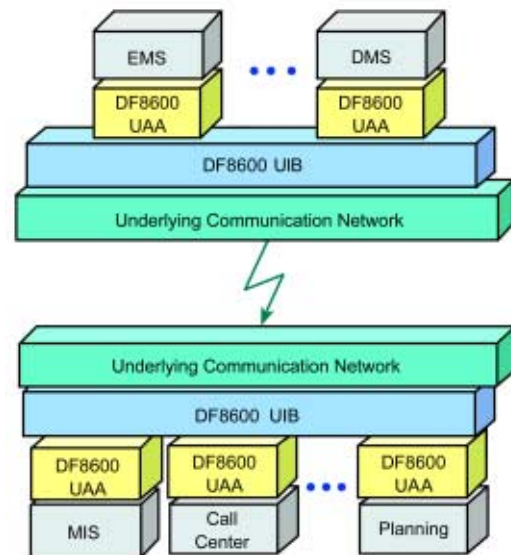 EMS
DMS
DF8600
UAA
DF8600
UAA
DF8600 UIB
Underlying Communication Network
Underlying Communication Network
DF8600 UIB
DF8600
UAA
DF8600
UAA
DF8600
UAA
MIS
Call
Center
Planning